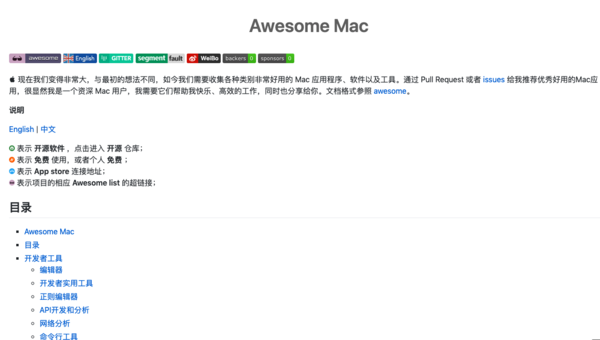 Awesome Mac
awesome English GITTER segment fault WeiBo backers 0 sponsors 0
现在我们变得非常大，与最初的想法不同，如今我们需要收集各种类别非常好用的 Mac 应用程序、软件以及工具。通过 Pull Request 或者 issues 给我推荐优秀好用的Mac应
用，很显然我是一个资深 Mac 用户，我需要它们帮助我快乐、高效的工作，同时也分享给你。文档格式参照 awesome。
说明
English | 中文
表示 开源软件 ，点击进入 开源 仓库；
表示 免费 使用，或者个人 免费 ；
表示 App store 连接地址；
表示项目的相应 Awesome list 的超链接；
目录
Awesome Mac
目录
开发者工具
编辑器
开发者实用工具
正则编辑器
API开发和分析
网络分析
命令行工具